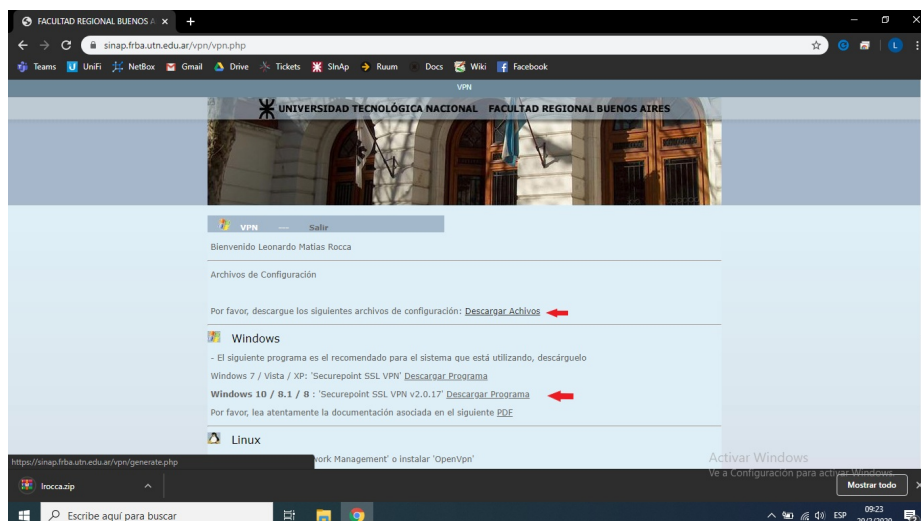 FACULTAD REGIONAL BUENOS A
sinap.frba.utn.edu.ar/vpn/vpn.php
L
Teams UniFi NetBox Gmail Drive Tickets SInAp Ruum Docs Wiki Facebook
VPN
UNIVERSIDAD TECNOLÓGICA NACIONAL FACULTAD REGIONAL BUENOS AIRES
VPN — Salir
Bienvenido Leonardo Matias Rocca
Archivos de Configuración
Por favor, descargue los siguientes archivos de configuración: Descargar Achivos
Windows
- El siguiente programa es el recomendado para el sistema que está utilizando, descárguelo
Windows 7 / Vista / XP: 'Securepoint SSL VPN' Descargar Programa
Windows 10 / 8.1 / 8 : 'Securepoint SSL VPN v2.0.17' Descargar Programa
Por favor, lea atentamente la documentación asociada en el siguiente PDF
Linux
work Management' o instalar 'OpenVpn'
https://sinap.frba.utn.edu.ar/vpn/generate.php
Activar Windows
Ve a Configuración para activar Windows.
lrocca.zip
Mostrar todo
Escribe aquí para buscar
ESP
09:23